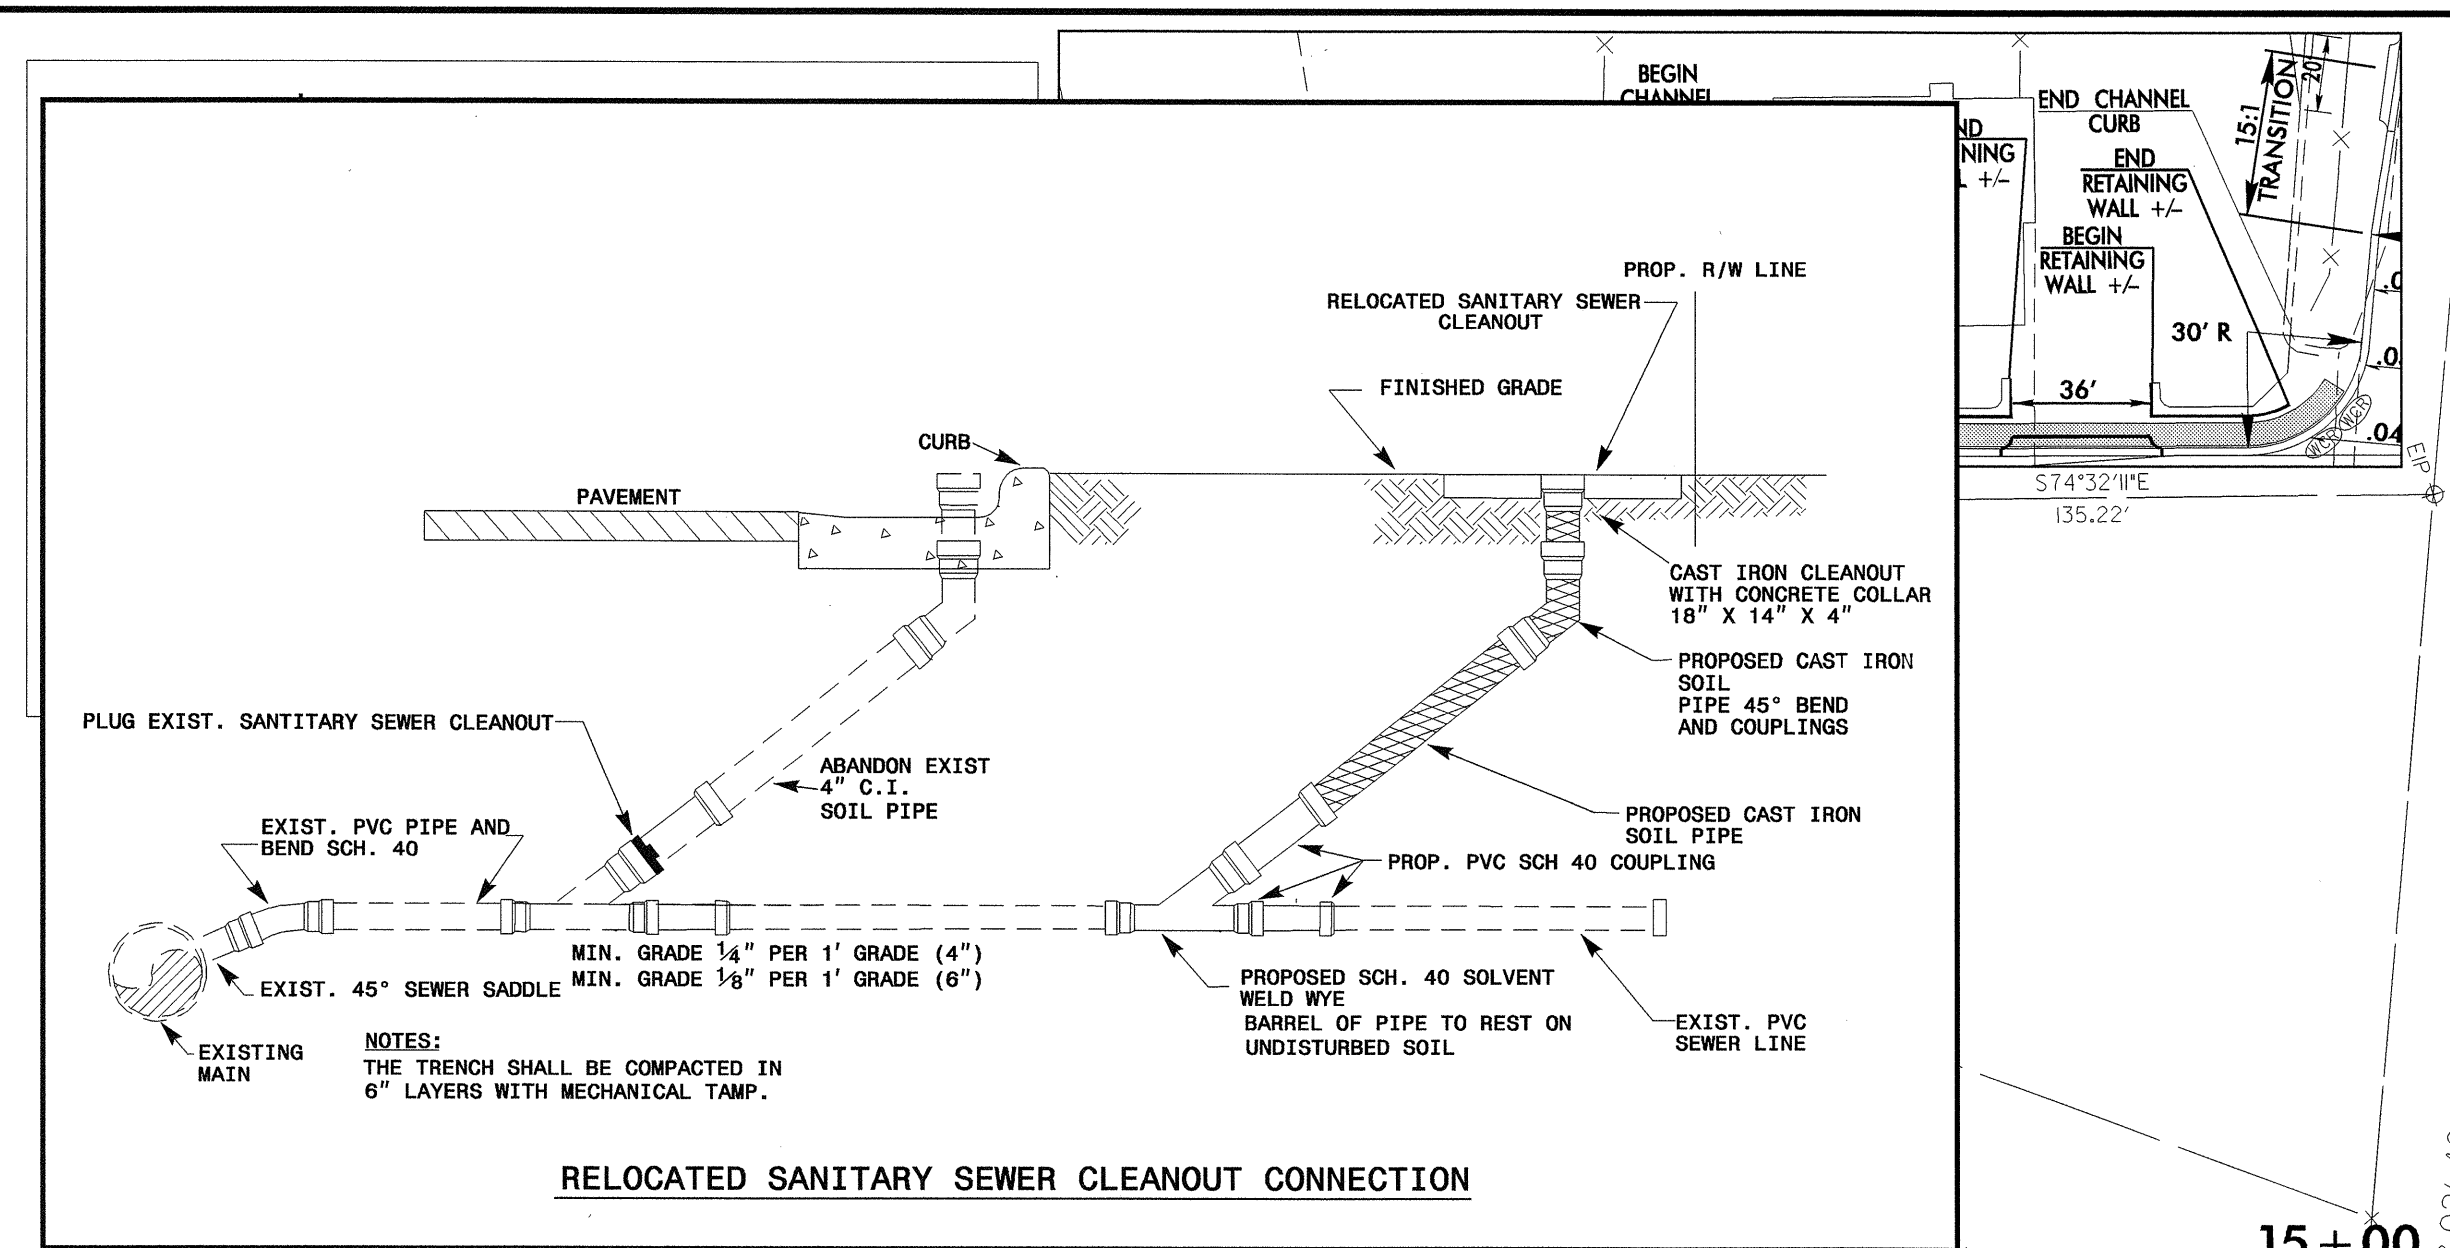 BEGIN
CHANNEL
END CHANNEL
CURB
15:1
TRANSITION
20'
NING
+/-
END
RETAINING
WALL +/-
BEGIN
RETAINING
WALL +/-
30' R
36'
WCR
WCR
.04
EIP
S74°32'11"E
135.22'
15+00
PROP. R/W LINE
RELOCATED SANITARY SEWER
CLEANOUT
FINISHED GRADE
CURB
PAVEMENT
CAST IRON CLEANOUT
WITH CONCRETE COLLAR
18" X 14" X 4"
PROPOSED CAST IRON
SOIL
PIPE 45° BEND
AND COUPLINGS
PLUG EXIST. SANTITARY SEWER CLEANOUT
ABANDON EXIST
4" C.I.
SOIL PIPE
PROPOSED CAST IRON
SOIL PIPE
EXIST. PVC PIPE AND
BEND SCH. 40
PROP. PVC SCH 40 COUPLING
MIN. GRADE ¼" PER 1' GRADE (4")
MIN. GRADE ⅛" PER 1' GRADE (6")
EXIST. 45° SEWER SADDLE
PROPOSED SCH. 40 SOLVENT
WELD WYE
BARREL OF PIPE TO REST ON
UNDISTURBED SOIL
EXIST. PVC
SEWER LINE
EXISTING
MAIN
NOTES:
THE TRENCH SHALL BE COMPACTED IN
6" LAYERS WITH MECHANICAL TAMP.
RELOCATED SANITARY SEWER CLEANOUT CONNECTION